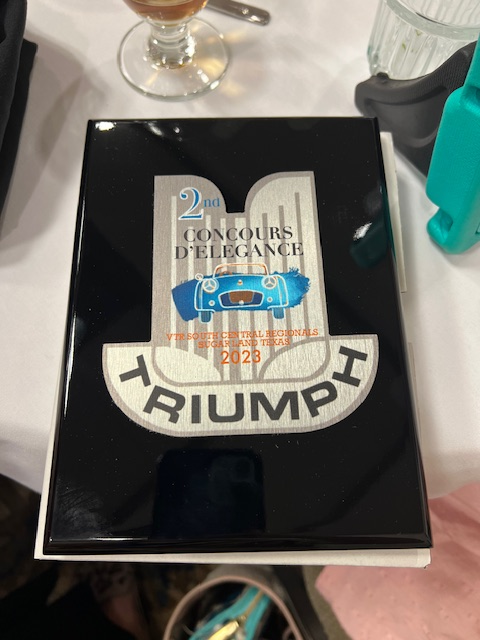 2nd
CONCOURS
D'ELEGANCE
VTR SOUTH CENTRAL REGIONALS
SUGAR LAND TEXAS
2023
TRIUMPH